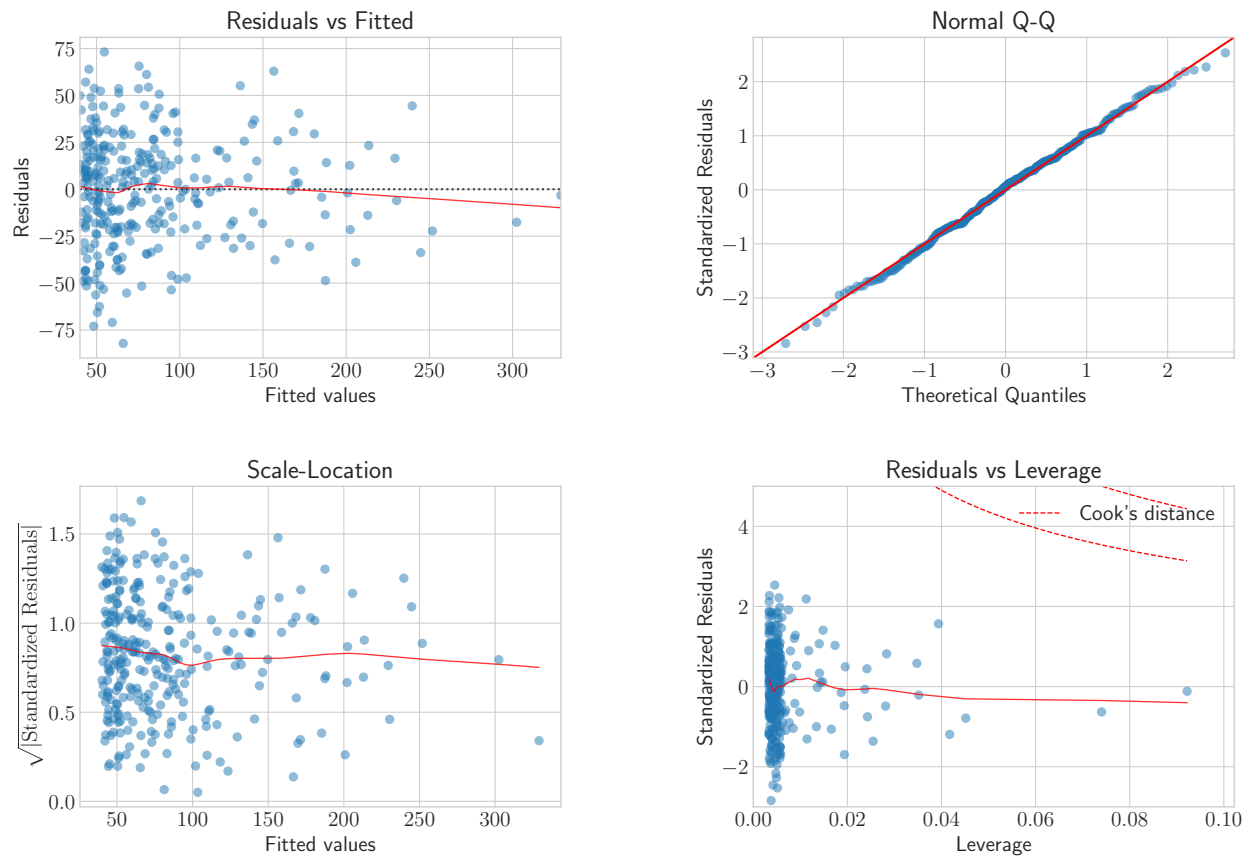 Residuals vs Fitted
75
50
25
0
−25
−50
−75
Residuals
50 100 150 200 250 300
Fitted values
Normal Q-Q
2
1
0
−1
−2
−3
Standardized Residuals
−3 −2 −1 0 1 2
Theoretical Quantiles
Scale-Location
1.5
1.0
0.5
0.0
√|Standardized Residuals|
50 100 150 200 250 300
Fitted values
Residuals vs Leverage
Cook's distance
4
2
0
−2
Standardized Residuals
0.00 0.02 0.04 0.06 0.08 0.10
Leverage